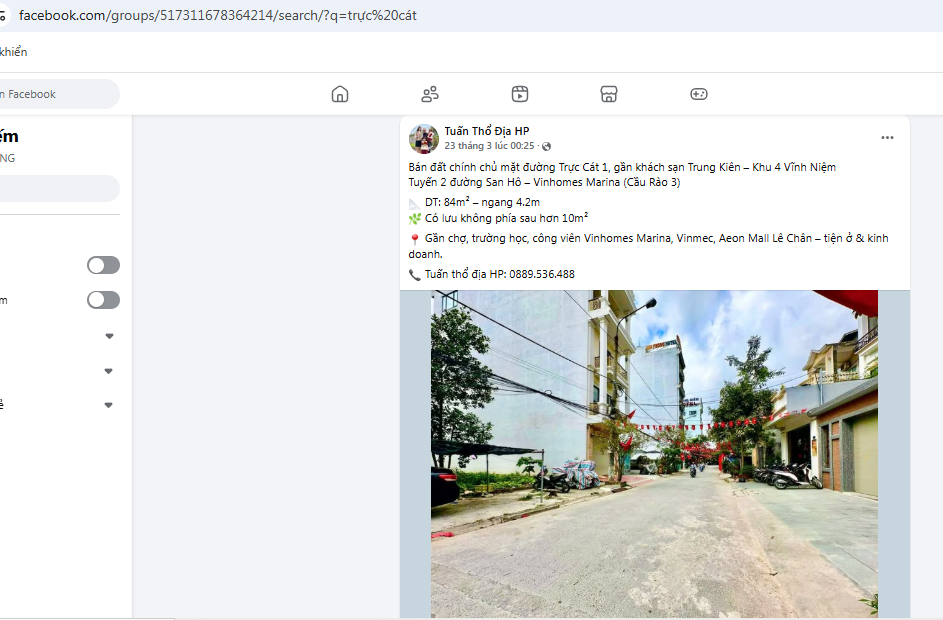 facebook.com/groups/517311678364214/search/?q=trực%20cát
khiển
n Facebook
ếm
NG
m
ẻ
Tuấn Thổ Địa HP
23 tháng 3 lúc 00:25 ·
Bán đất chính chủ mặt đường Trực Cát 1, gần khách sạn Trung Kiên – Khu 4 Vĩnh Niệm
Tuyến 2 đường San Hô – Vinhomes Marina (Cầu Rào 3)
DT: 84m² – ngang 4.2m
Có lưu không phía sau hơn 10m²
Gần chợ, trường học, công viên Vinhomes Marina, Vinmec, Aeon Mall Lê Chân – tiện ở & kinh
doanh.
Tuấn thổ địa HP: 0889.536.488